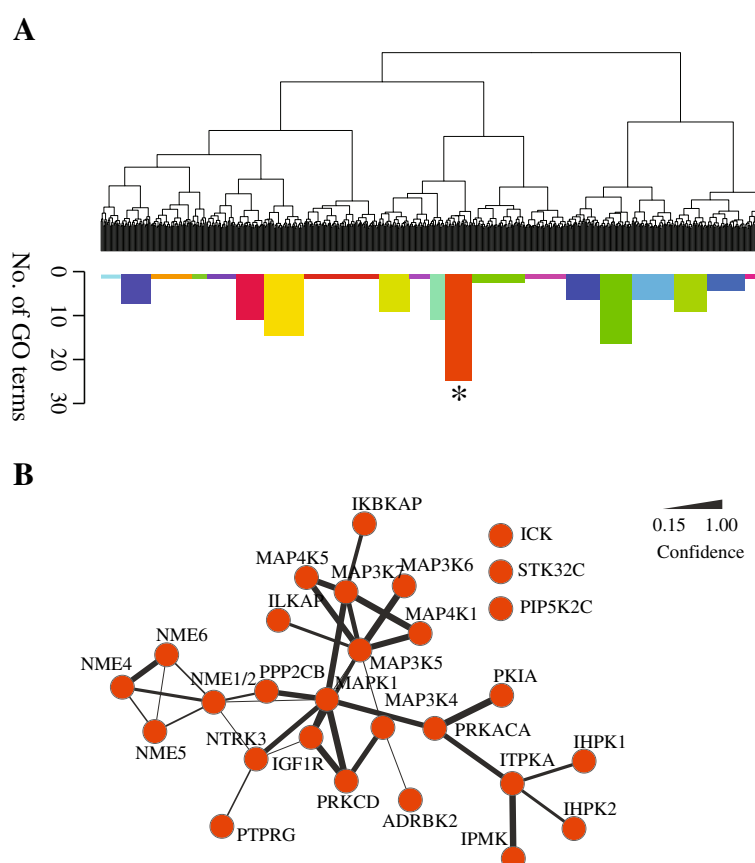 A
No. of GO terms
0
10
20
30
*
B
IKBKAP
0.15 1.00
Confidence
ICK
STK32C
PIP5K2C
MAP4K5
MAP3K7
MAP3K6
ILKAP
MAP4K1
MAP3K5
NME6
NME4
NME1/2
PPP2CB
MAPK1
MAP3K4
PKIA
PRKACA
NME5
NTRK3
IGF1R
ITPKA
IHPK1
PRKCD
ADRBK2
IHPK2
PTPRG
IPMK